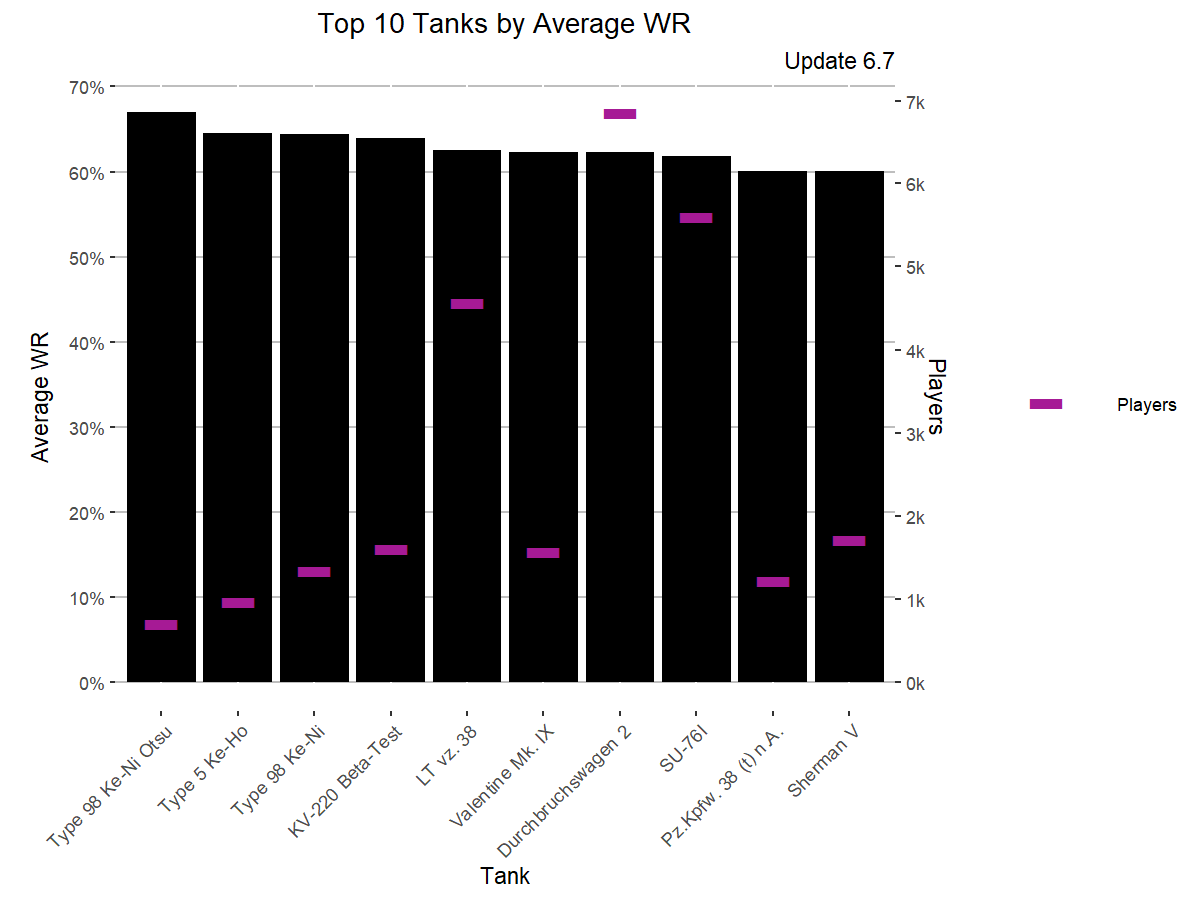 Top 10 Tanks by Average WR
Update 6.7
70%
60%
50%
40%
30%
20%
10%
0%
Average WR
7k
6k
5k
4k
3k
2k
1k
0k
Players
Players
Type 98 Ke-Ni Otsu
Type 5 Ke-Ho
Type 98 Ke-Ni
KV-220 Beta-Test
LT vz. 38
Valentine Mk. IX
Durchbruchswagen 2
SU-76I
Pz.Kpfw. 38 (t) n.A.
Sherman V
Tank